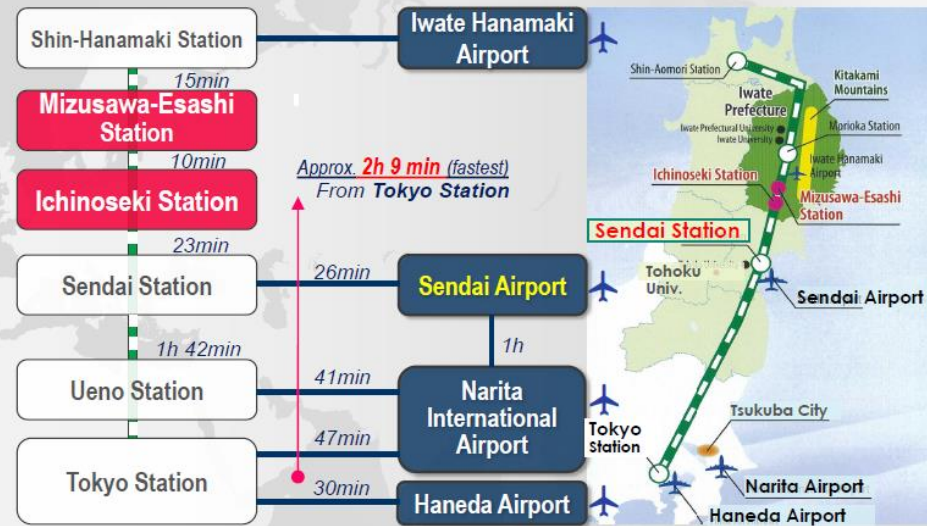 Shin-Hanamaki Station
Iwate Hanamaki
Airport
15min
Mizusawa-Esashi
Station
10min
Ichinoseki Station
23min
Sendai Station
26min
Sendai Airport
1h
1h 42min
Ueno Station
41min
Narita
International
Airport
47min
Tokyo Station
30min
Haneda Airport
Approx. 2h 9 min (fastest)
From Tokyo Station
Shin-Aomori Station
Kitakami
Mountains
Iwate
Prefecture
Iwate Prefectural University
Iwate University
Morioka Station
Iwate Hanamaki
Airport
Ichinoseki Station
Mizusawa-Esashi
Station
Sendai Station
Tohoku
Univ.
Sendai Airport
Tsukuba City
Tokyo
Station
Narita Airport
Haneda Airport